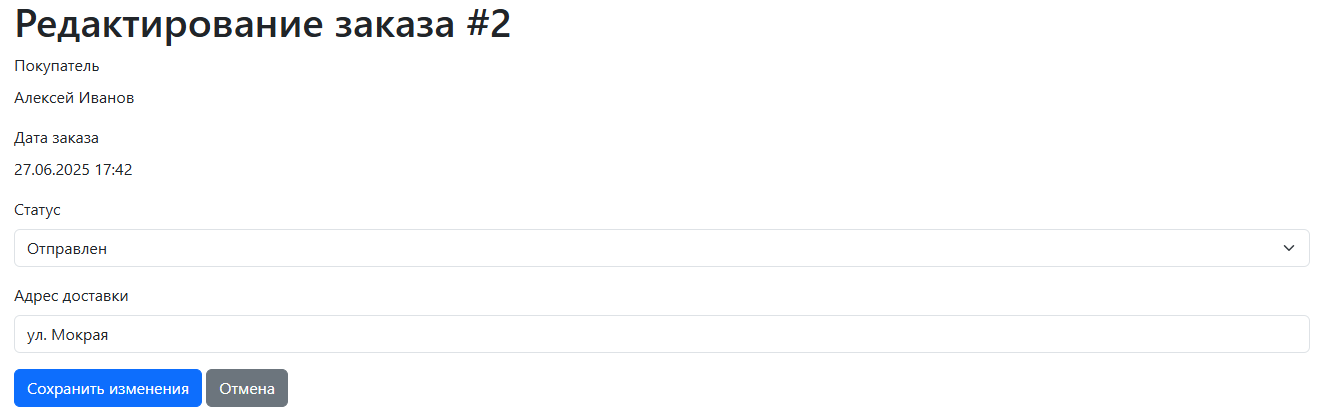 Редактирование заказа #2
Покупатель
Алексей Иванов
Дата заказа
27.06.2025 17:42
Статус
Отправлен
Адрес доставки
ул. Мокрая
Сохранить изменения Отмена